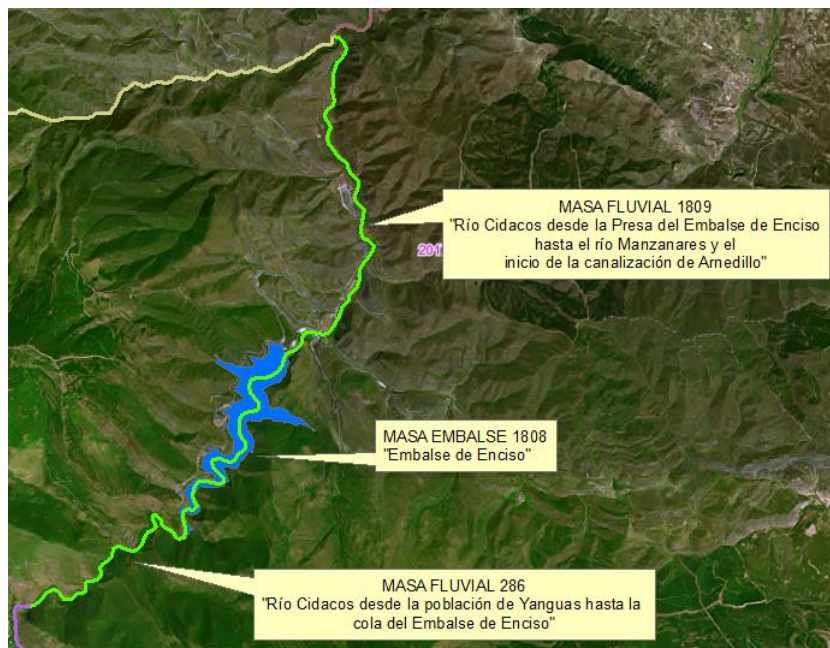 MASA FLUVIAL 1809
"Río Cidacos desde la Presa del Embalse de Enciso
hasta el río Manzanares y el
inicio de la canalización de Arnedillo"
201
MASA EMBALSE 1808
"Embalse de Enciso"
MASA FLUVIAL 286
"Río Cidacos desde la población de Yanguas hasta la
cola del Embalse de Enciso"